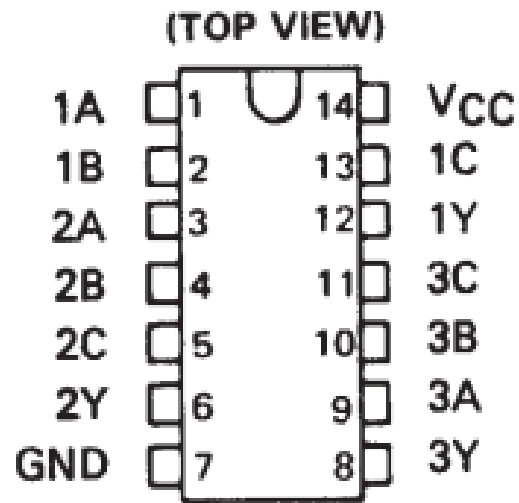 (TOP VIEW)
1A 1 14 VCC
1B 2 13 1C
2A 3 12 1Y
2B 4 11 3C
2C 5 10 3B
2Y 6 9 3A
GND 7 8 3Y